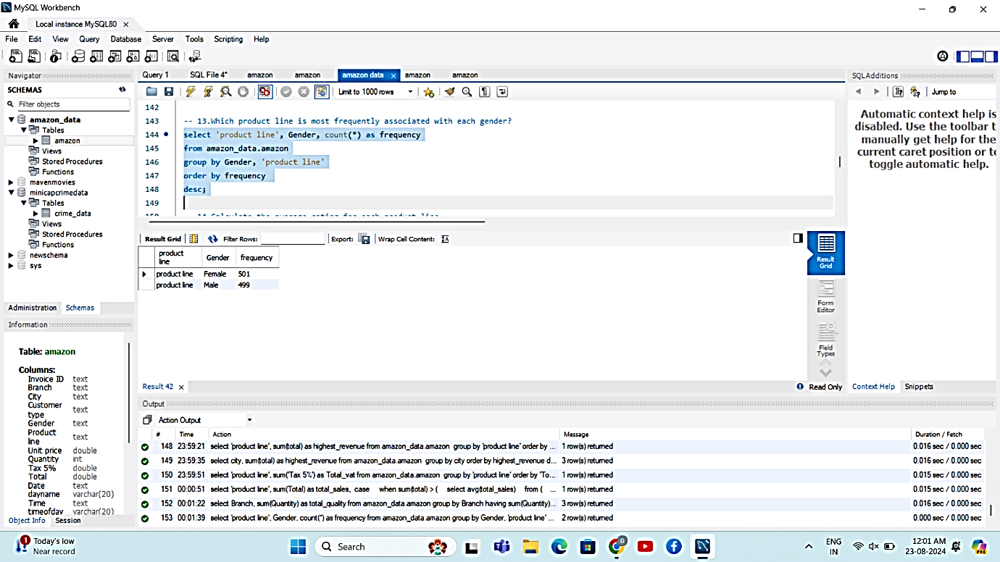 MySQL Workbench
Local instance MySQL80
File Edit View Query Database Server Tools Scripting Help
Navigator
SCHEMAS
Filter objects
amazon_data
Tables
amazon
Views
Stored Procedures
Functions
mavenmovies
minicapcrimedata
Tables
crime_data
Views
Stored Procedures
Functions
newschema
sys
Administration Schemas
Information
Table: amazon
Columns:
Invoice ID text
Branch text
City text
Customer type text
Gender text
Product line text
Unit price double
Quantity int
Tax 5% double
Total double
Date text
dayname varchar(20)
Time text
timeofday varchar(20)
Object Info Session
Query 1 SQL File 4* amazon amazon amazon data amazon amazon
Limit to 1000 rows
142
143 -- 13.Which product line is most frequently associated with each gender?
144 select 'product line', Gender, count(*) as frequency
145 from amazon_data.amazon
146 group by Gender, 'product line'
147 order by frequency
148 desc;
149
150 -- 14.Calculate the average rating for each product line
Result Grid Filter Rows: Export: Wrap Cell Content:
product line Gender frequency
product line Female 501
product line Male 499
Result Grid
Form Editor
Field Types
Result 42
Read Only
SQLAdditions
Jump to
Automatic context help is
disabled. Use the toolbar t
manually get help for the
current caret position or to
toggle automatic help.
Context Help Snippets
Output
Action Output
# Time Action Message Duration / Fetch
148 23:59:21 select 'product line', sum(total) as highest_revenue from amazon_data.amazon group by 'product line' order by ... 1 row(s) returned 0.016 sec / 0.000 sec
149 23:59:35 select city, sum(total) as highest_revenue from amazon_data.amazon group by city order by highest_revenue d... 3 row(s) returned 0.016 sec / 0.000 sec
150 23:59:51 select 'product line', sum('Tax 5%') as Total_vat from amazon_data.amazon group by 'product line' order by 'To... 1 row(s) returned 0.015 sec / 0.000 sec
151 00:00:51 select 'product line', sum(Total) as total_sales, case when sum(total) > ( select avg(total_sales) from ( ... 1 row(s) returned 0.015 sec / 0.000 sec
152 00:01:22 select Branch, sum(Quantity) as total_quality from amazon_data.amazon group by Branch having sum(Quantity)... 3 row(s) returned 0.016 sec / 0.000 sec
153 00:01:39 select 'product line', Gender, count(*) as frequency from amazon_data.amazon group by Gender, 'product line' ... 2 row(s) returned 0.000 sec / 0.000 sec
1
Today's low
Near record
Search
G
ENG
IN
12:01 AM
23-08-2024
PRE